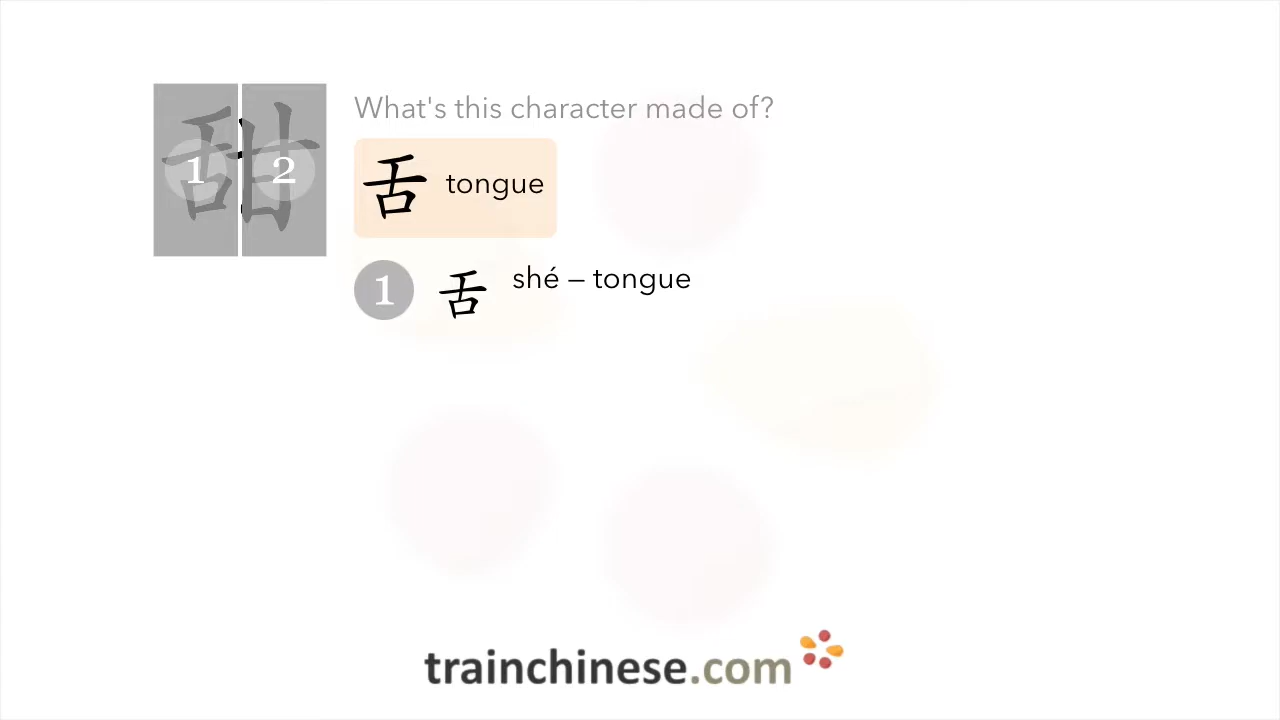 甜
1 2
What's this character made of?
舌 tongue
1 舌 shé – tongue
trainchinese.com